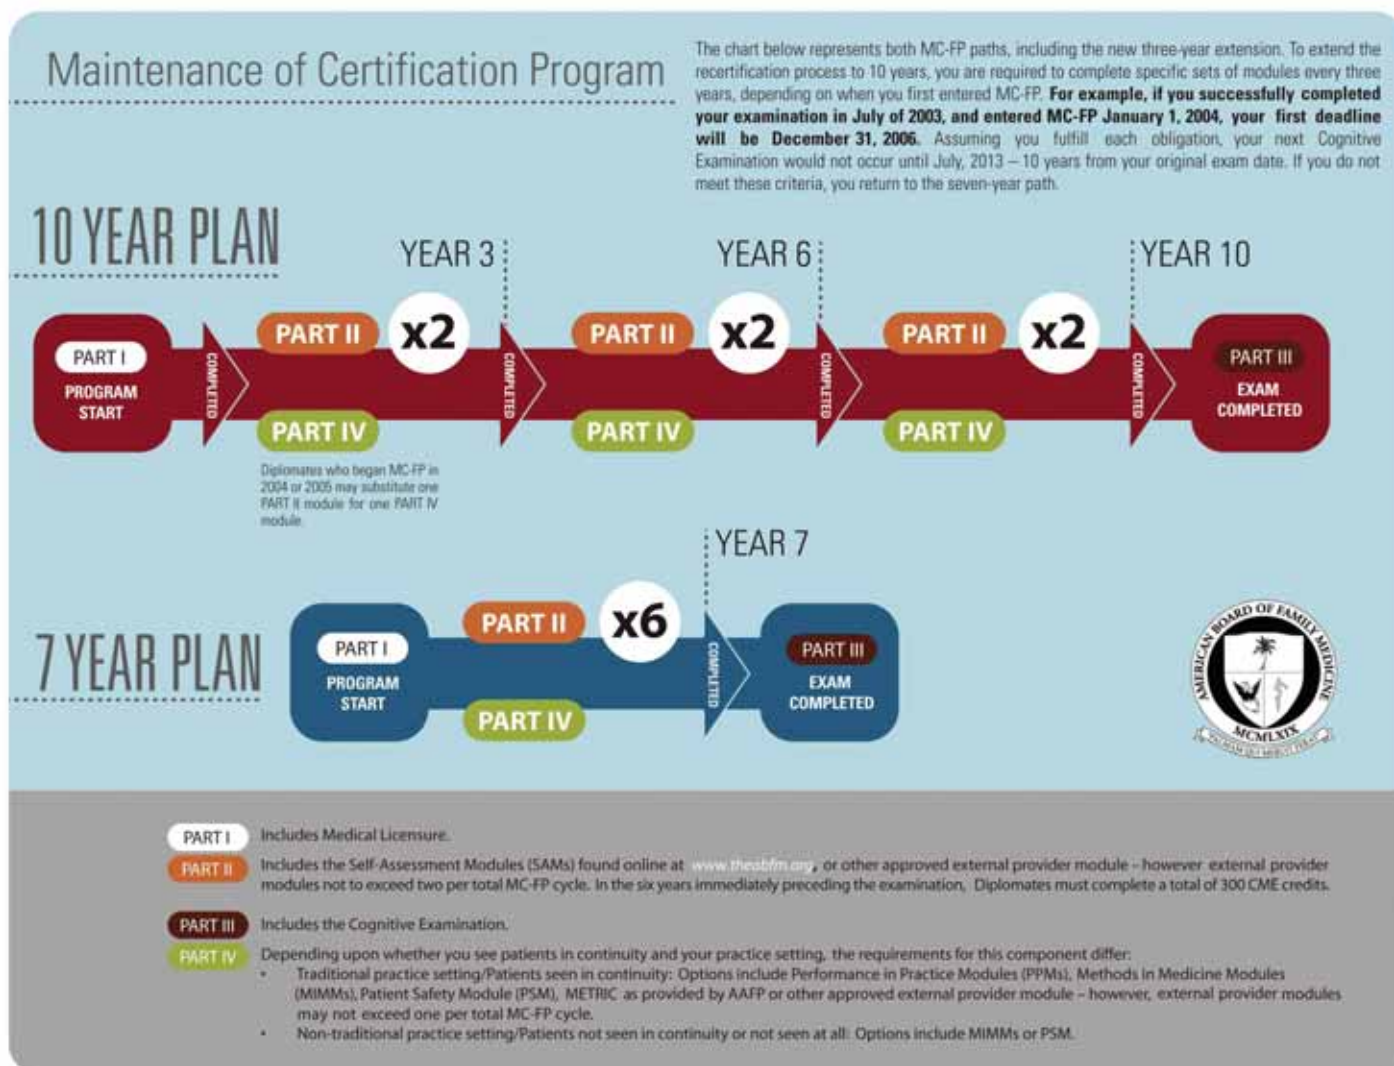 Maintenance of Certification Program
The chart below represents both MC-FP paths, including the new three-year extension. To extend the
recertification process to 10 years, you are required to complete specific sets of modules every three
years, depending on when you first entered MC-FP. For example, if you successfully completed
your examination in July of 2003, and entered MC-FP January 1, 2004, your first deadline
will be December 31, 2006. Assuming you fulfill each obligation, your next Cognitive
Examination would not occur until July, 2013 – 10 years from your original exam date. If you do not
meet these criteria, you return to the seven-year path.
10 YEAR PLAN
YEAR 3
YEAR 6
YEAR 10
PART I
PROGRAM
START
COMPLETED
PART II
x2
PART IV
COMPLETED
PART II
x2
PART IV
COMPLETED
PART II
x2
PART IV
COMPLETED
PART III
EXAM
COMPLETED
Diplomates who began MC-FP in
2004 or 2005 may substitute one
PART II module for one PART IV
module.
7 YEAR PLAN
YEAR 7
PART I
PROGRAM
START
PART II
x6
PART IV
COMPLETED
PART III
EXAM
COMPLETED
AMERICAN BOARD OF FAMILY MEDICINE
MCMLXIX
PART I Includes Medical Licensure.
PART II Includes the Self-Assessment Modules (SAMs) found online at www.theabfm.org, or other approved external provider module – however external provider
modules not to exceed two per total MC-FP cycle. In the six years immediately preceding the examination, Diplomates must complete a total of 300 CME credits.
PART III Includes the Cognitive Examination.
PART IV Depending upon whether you see patients in continuity and your practice setting, the requirements for this component differ:
• Traditional practice setting/Patients seen in continuity: Options include Performance in Practice Modules (PPMs), Methods in Medicine Modules
(MIMMs), Patient Safety Module (PSM), METRIC as provided by AAFP or other approved external provider module – however, external provider modules
may not exceed one per total MC-FP cycle.
• Non-traditional practice setting/Patients not seen in continuity or not seen at all: Options include MIMMs or PSM.